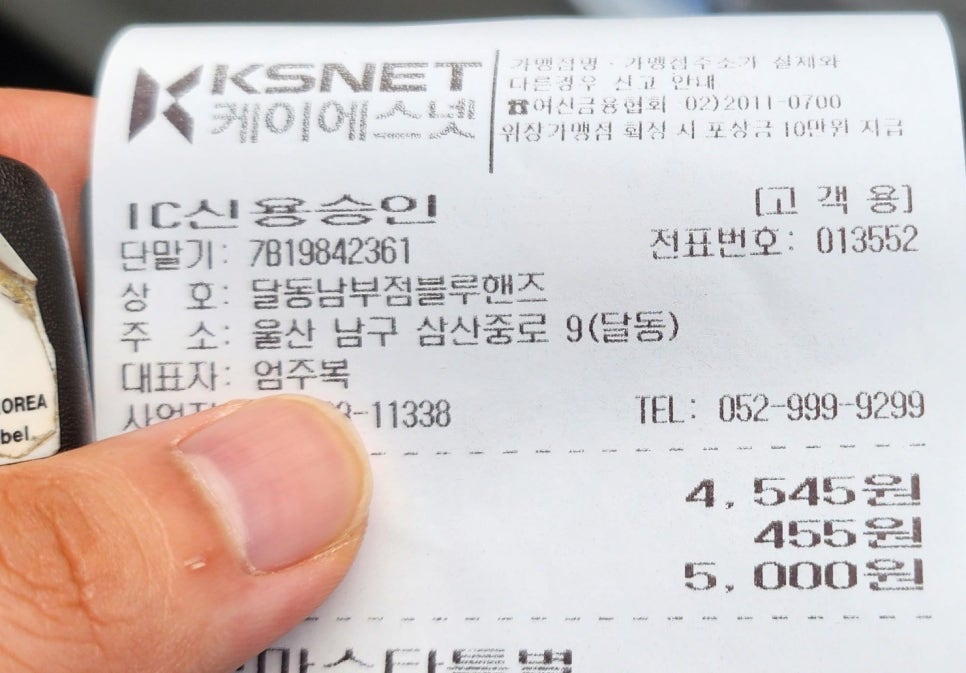 KSNET
케이에스넷
가맹점명·가맹점주소가 실제와
다른경우 신고 안내
☎여신금융협회 02)2011-0700
위장가맹점 확정 시 포상금 10만원 지급
IC신용승인
[고 객 용]
단말기: 7B19842361
전표번호: 013552
상 호: 달동남부점블루핸즈
주 소: 울산 남구 삼산중로 9(달동)
대표자: 엄주복
-11338
TEL: 052-999-9299
4,545원
455원
5,000원
OREA
bel.